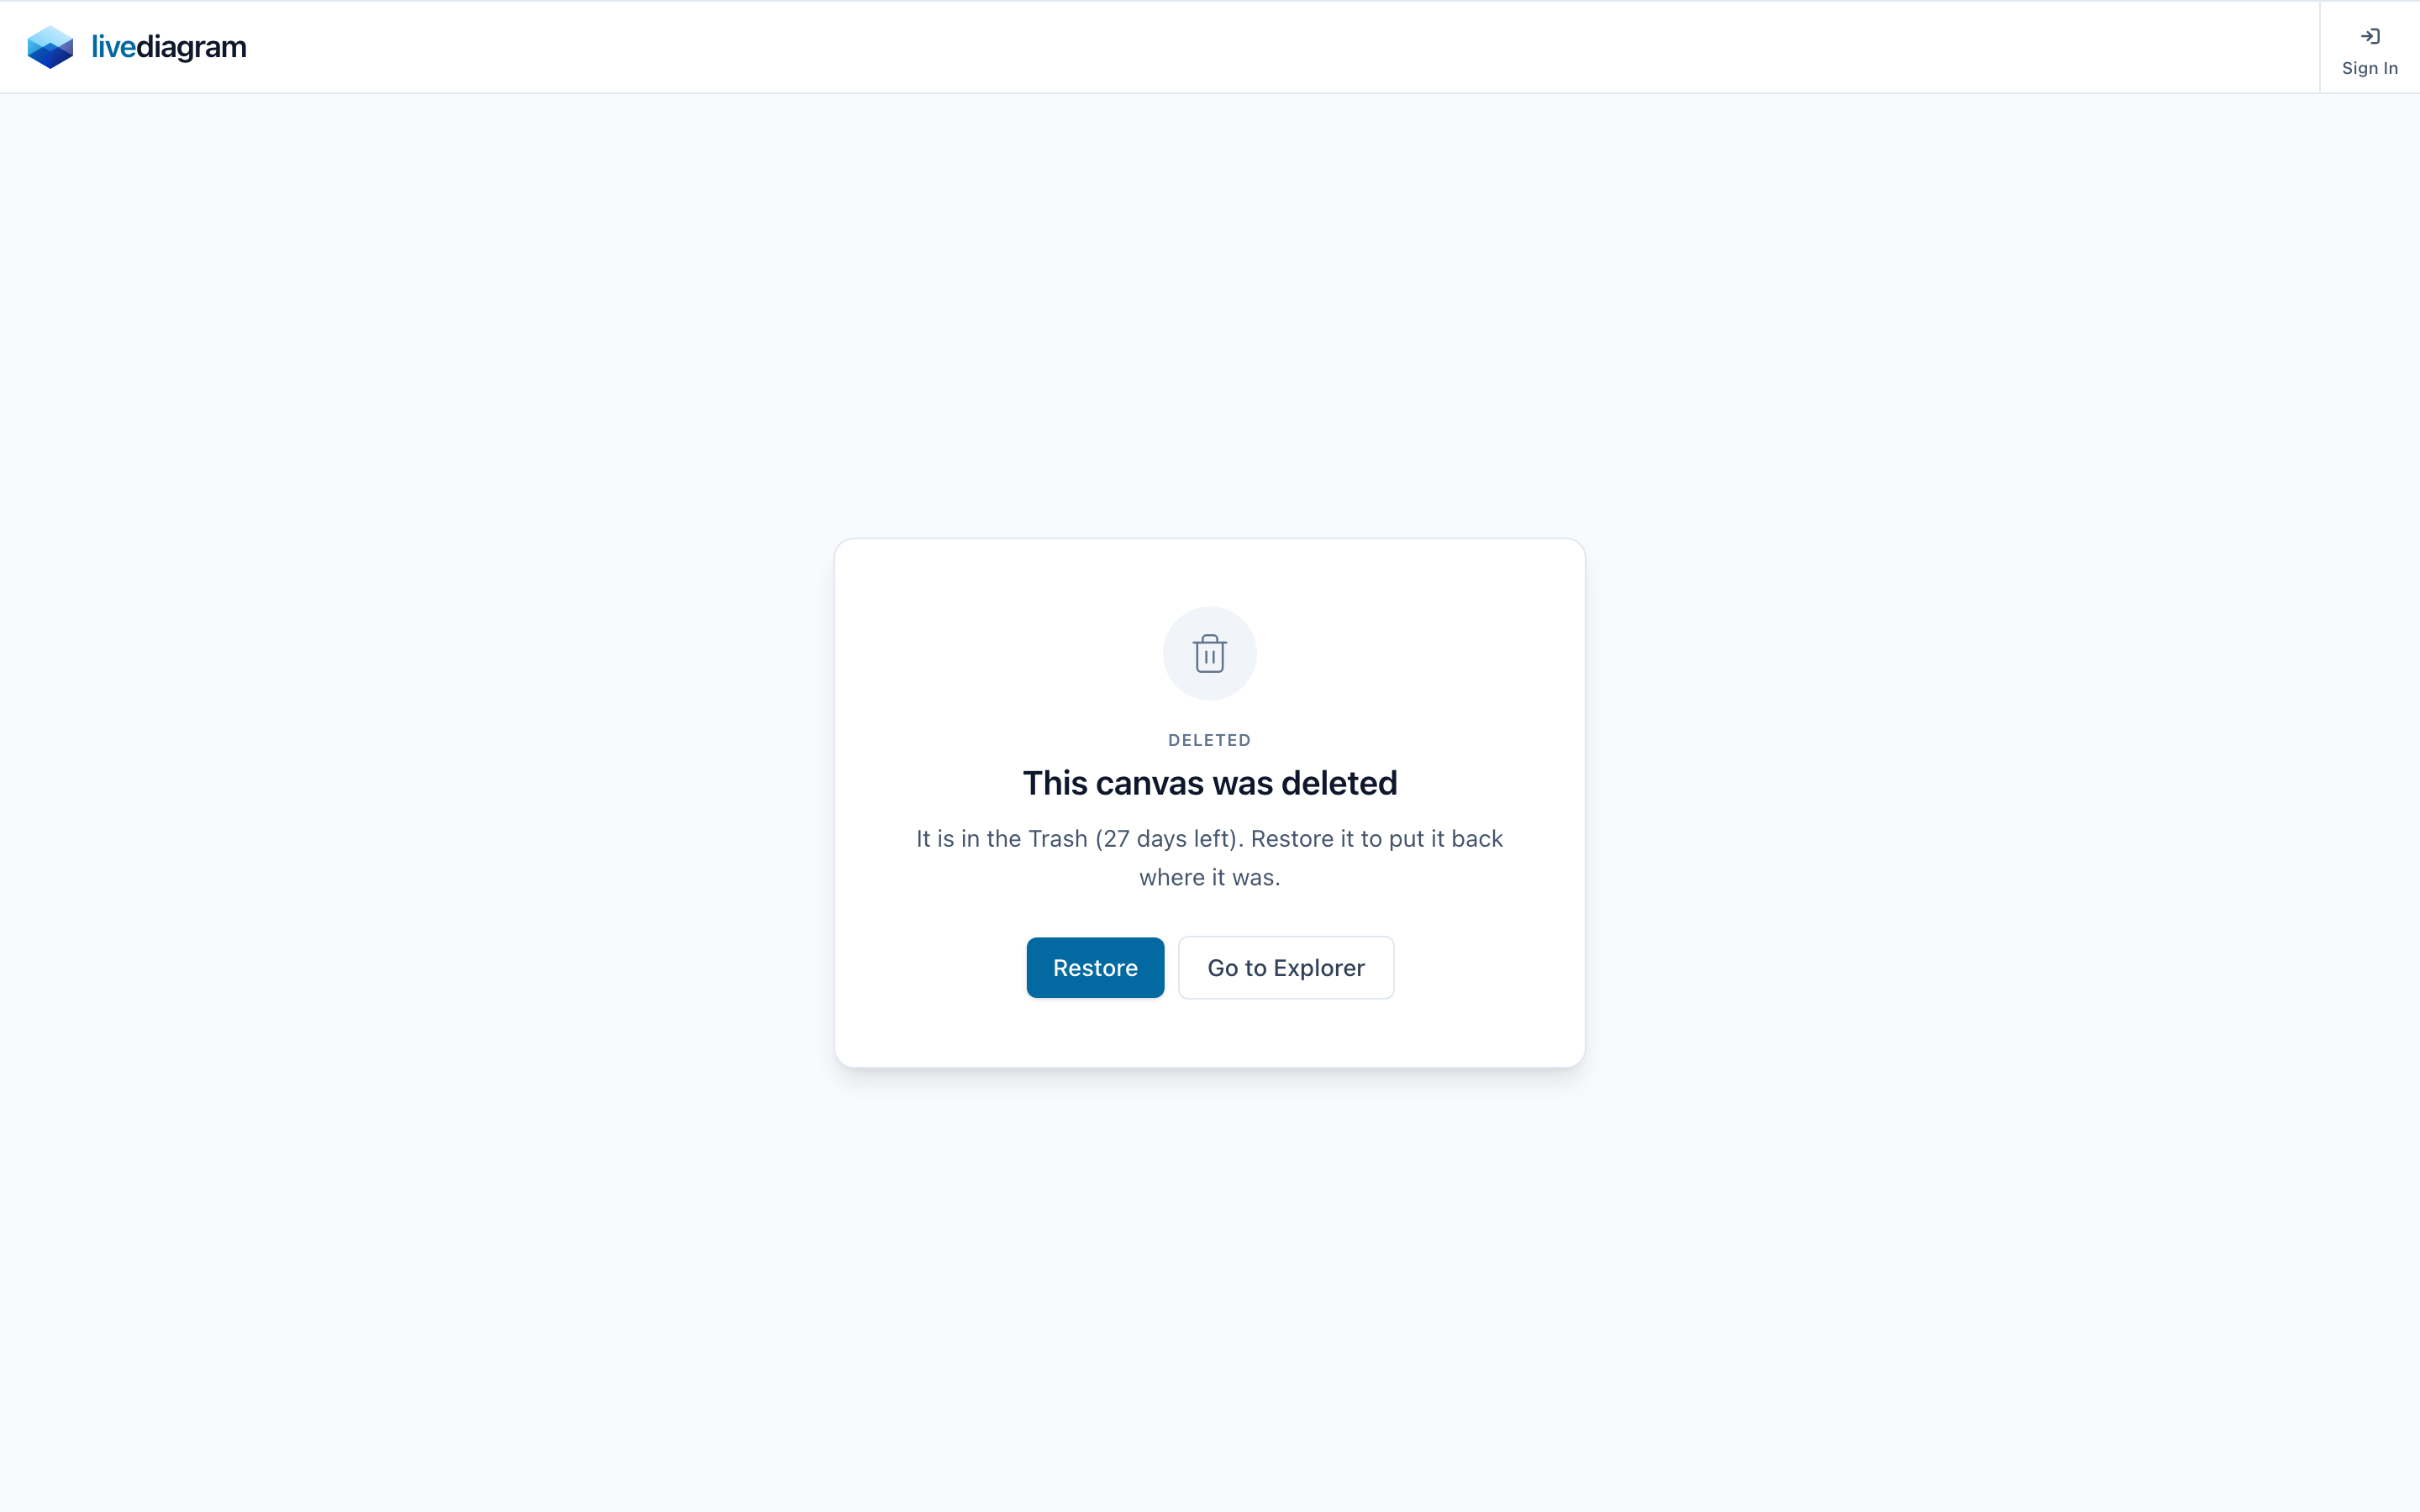 livediagram
Sign In
DELETED
This canvas was deleted
It is in the Trash (27 days left). Restore it to put it back
where it was.
Restore
Go to Explorer